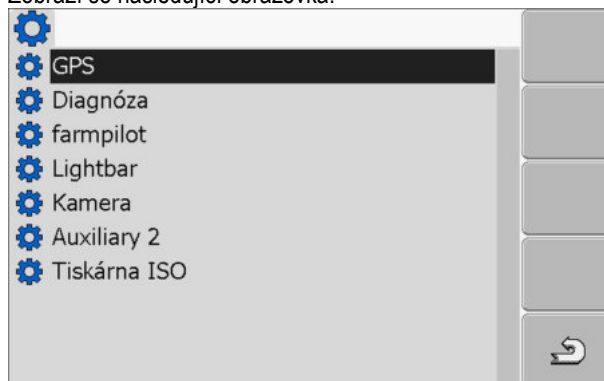 Zobrazí se následující obrazovka:
GPS
Diagnóza
farmpilot
Lightbar
Kamera
Auxiliary 2
Tiskárna ISO